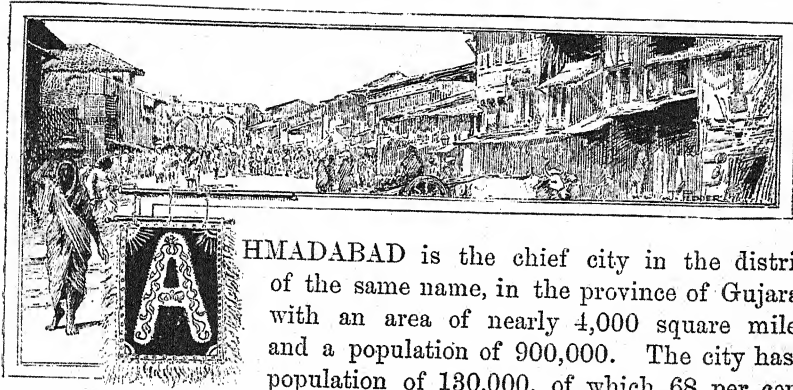 AHMADABAD is the chief city in the distri
of the same name, in the province of Gujara
with an area of nearly 4,000 square mile
and a population of 900,000. The city has
population of 130,000, of which 68 per cen